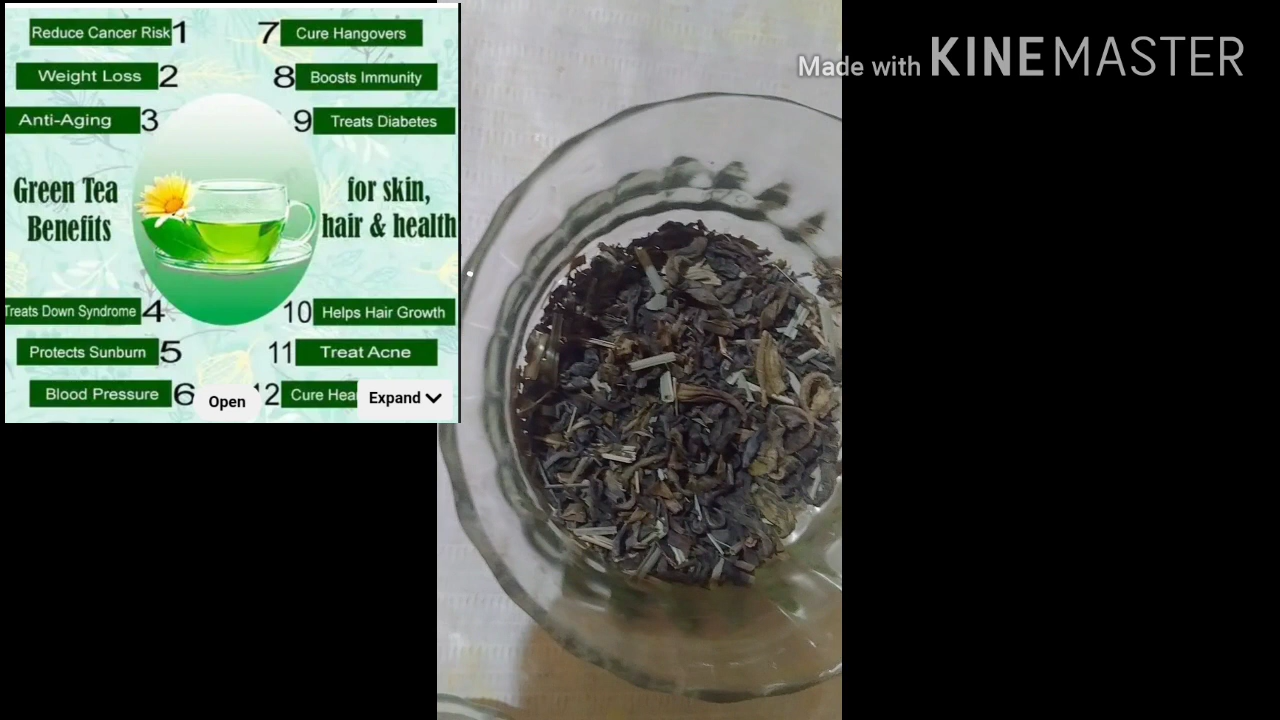 Reduce Cancer Risk 1
Weight Loss 2
Anti-Aging 3
Green Tea
Benefits
Treats Down Syndrome 4
Protects Sunburn 5
Blood Pressure 6
7 Cure Hangovers
8 Boosts Immunity
9 Treats Diabetes
for skin,
hair & health
10 Helps Hair Growth
11 Treat Acne
12 Cure
Open
Expand
Made with KINEMASTER